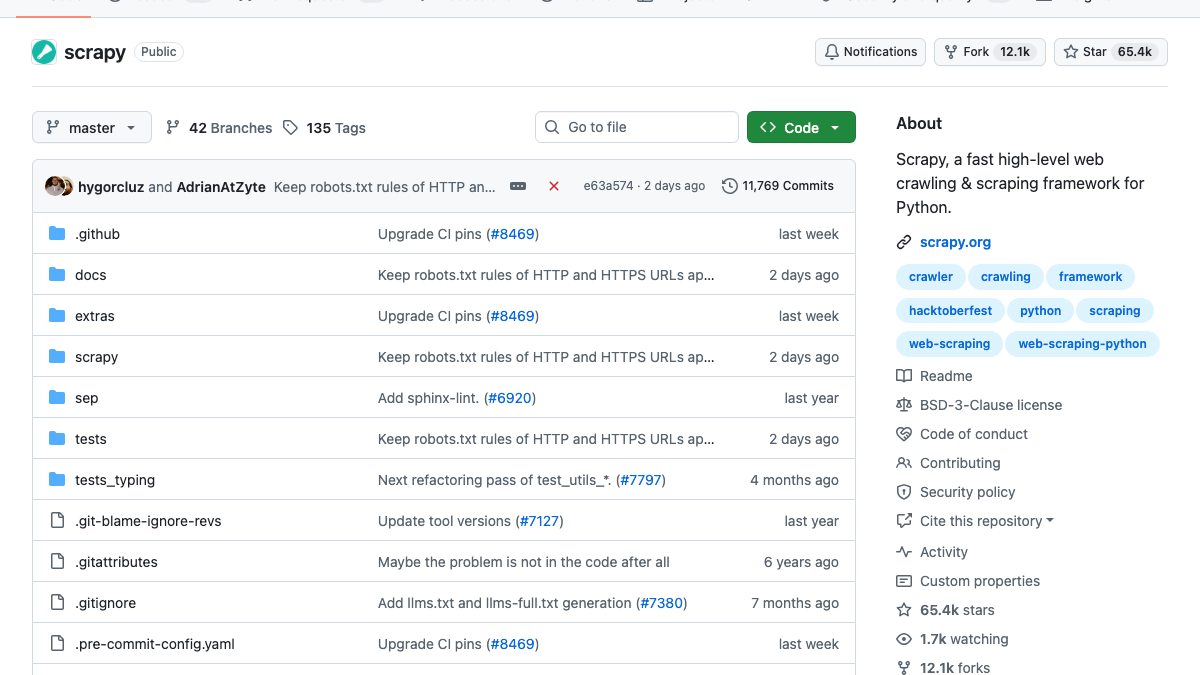 scrapy Public Notifications Fork 12.1k Star 65.4k
master 42 Branches 135 Tags Go to file Code
hygorcluz and AdrianAtZyte Keep robots.txt rules of HTTP an... e63a574 · 2 days ago 11,769 Commits
.github Upgrade CI pins (#8469) last week
docs Keep robots.txt rules of HTTP and HTTPS URLs ap... 2 days ago
extras Upgrade CI pins (#8469) last week
scrapy Keep robots.txt rules of HTTP and HTTPS URLs ap... 2 days ago
sep Add sphinx-lint. (#6920) last year
tests Keep robots.txt rules of HTTP and HTTPS URLs ap... 2 days ago
tests_typing Next refactoring pass of test_utils_*. (#7797) 4 months ago
.git-blame-ignore-revs Update tool versions (#7127) last year
.gitattributes Maybe the problem is not in the code after all 6 years ago
.gitignore Add llms.txt and llms-full.txt generation (#7380) 7 months ago
.pre-commit-config.yaml Upgrade CI pins (#8469) last week
About
Scrapy, a fast high-level web
crawling & scraping framework for
Python.
scrapy.org
crawler crawling framework
hacktoberfest python scraping
web-scraping web-scraping-python
Readme
BSD-3-Clause license
Code of conduct
Contributing
Security policy
Cite this repository
Activity
Custom properties
65.4k stars
1.7k watching
12.1k forks